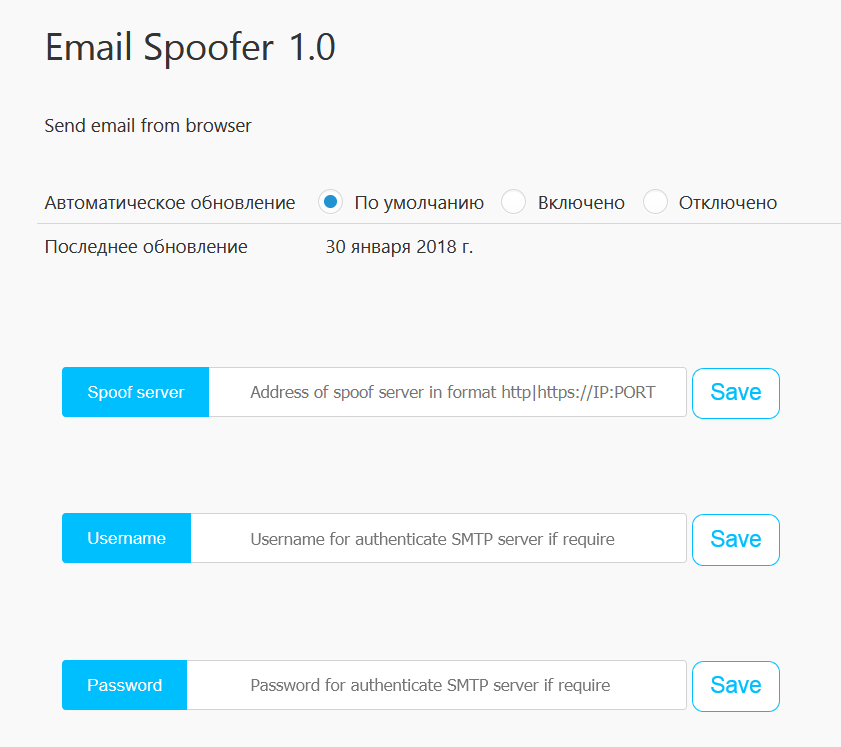 Email Spoofer 1.0
Send email from browser
Автоматическое обновление По умолчанию Включено Отключено
Последнее обновление 30 января 2018 г.
Spoof server Address of spoof server in format http|https://IP:PORT Save
Username Username for authenticate SMTP server if require Save
Password Password for authenticate SMTP server if require Save